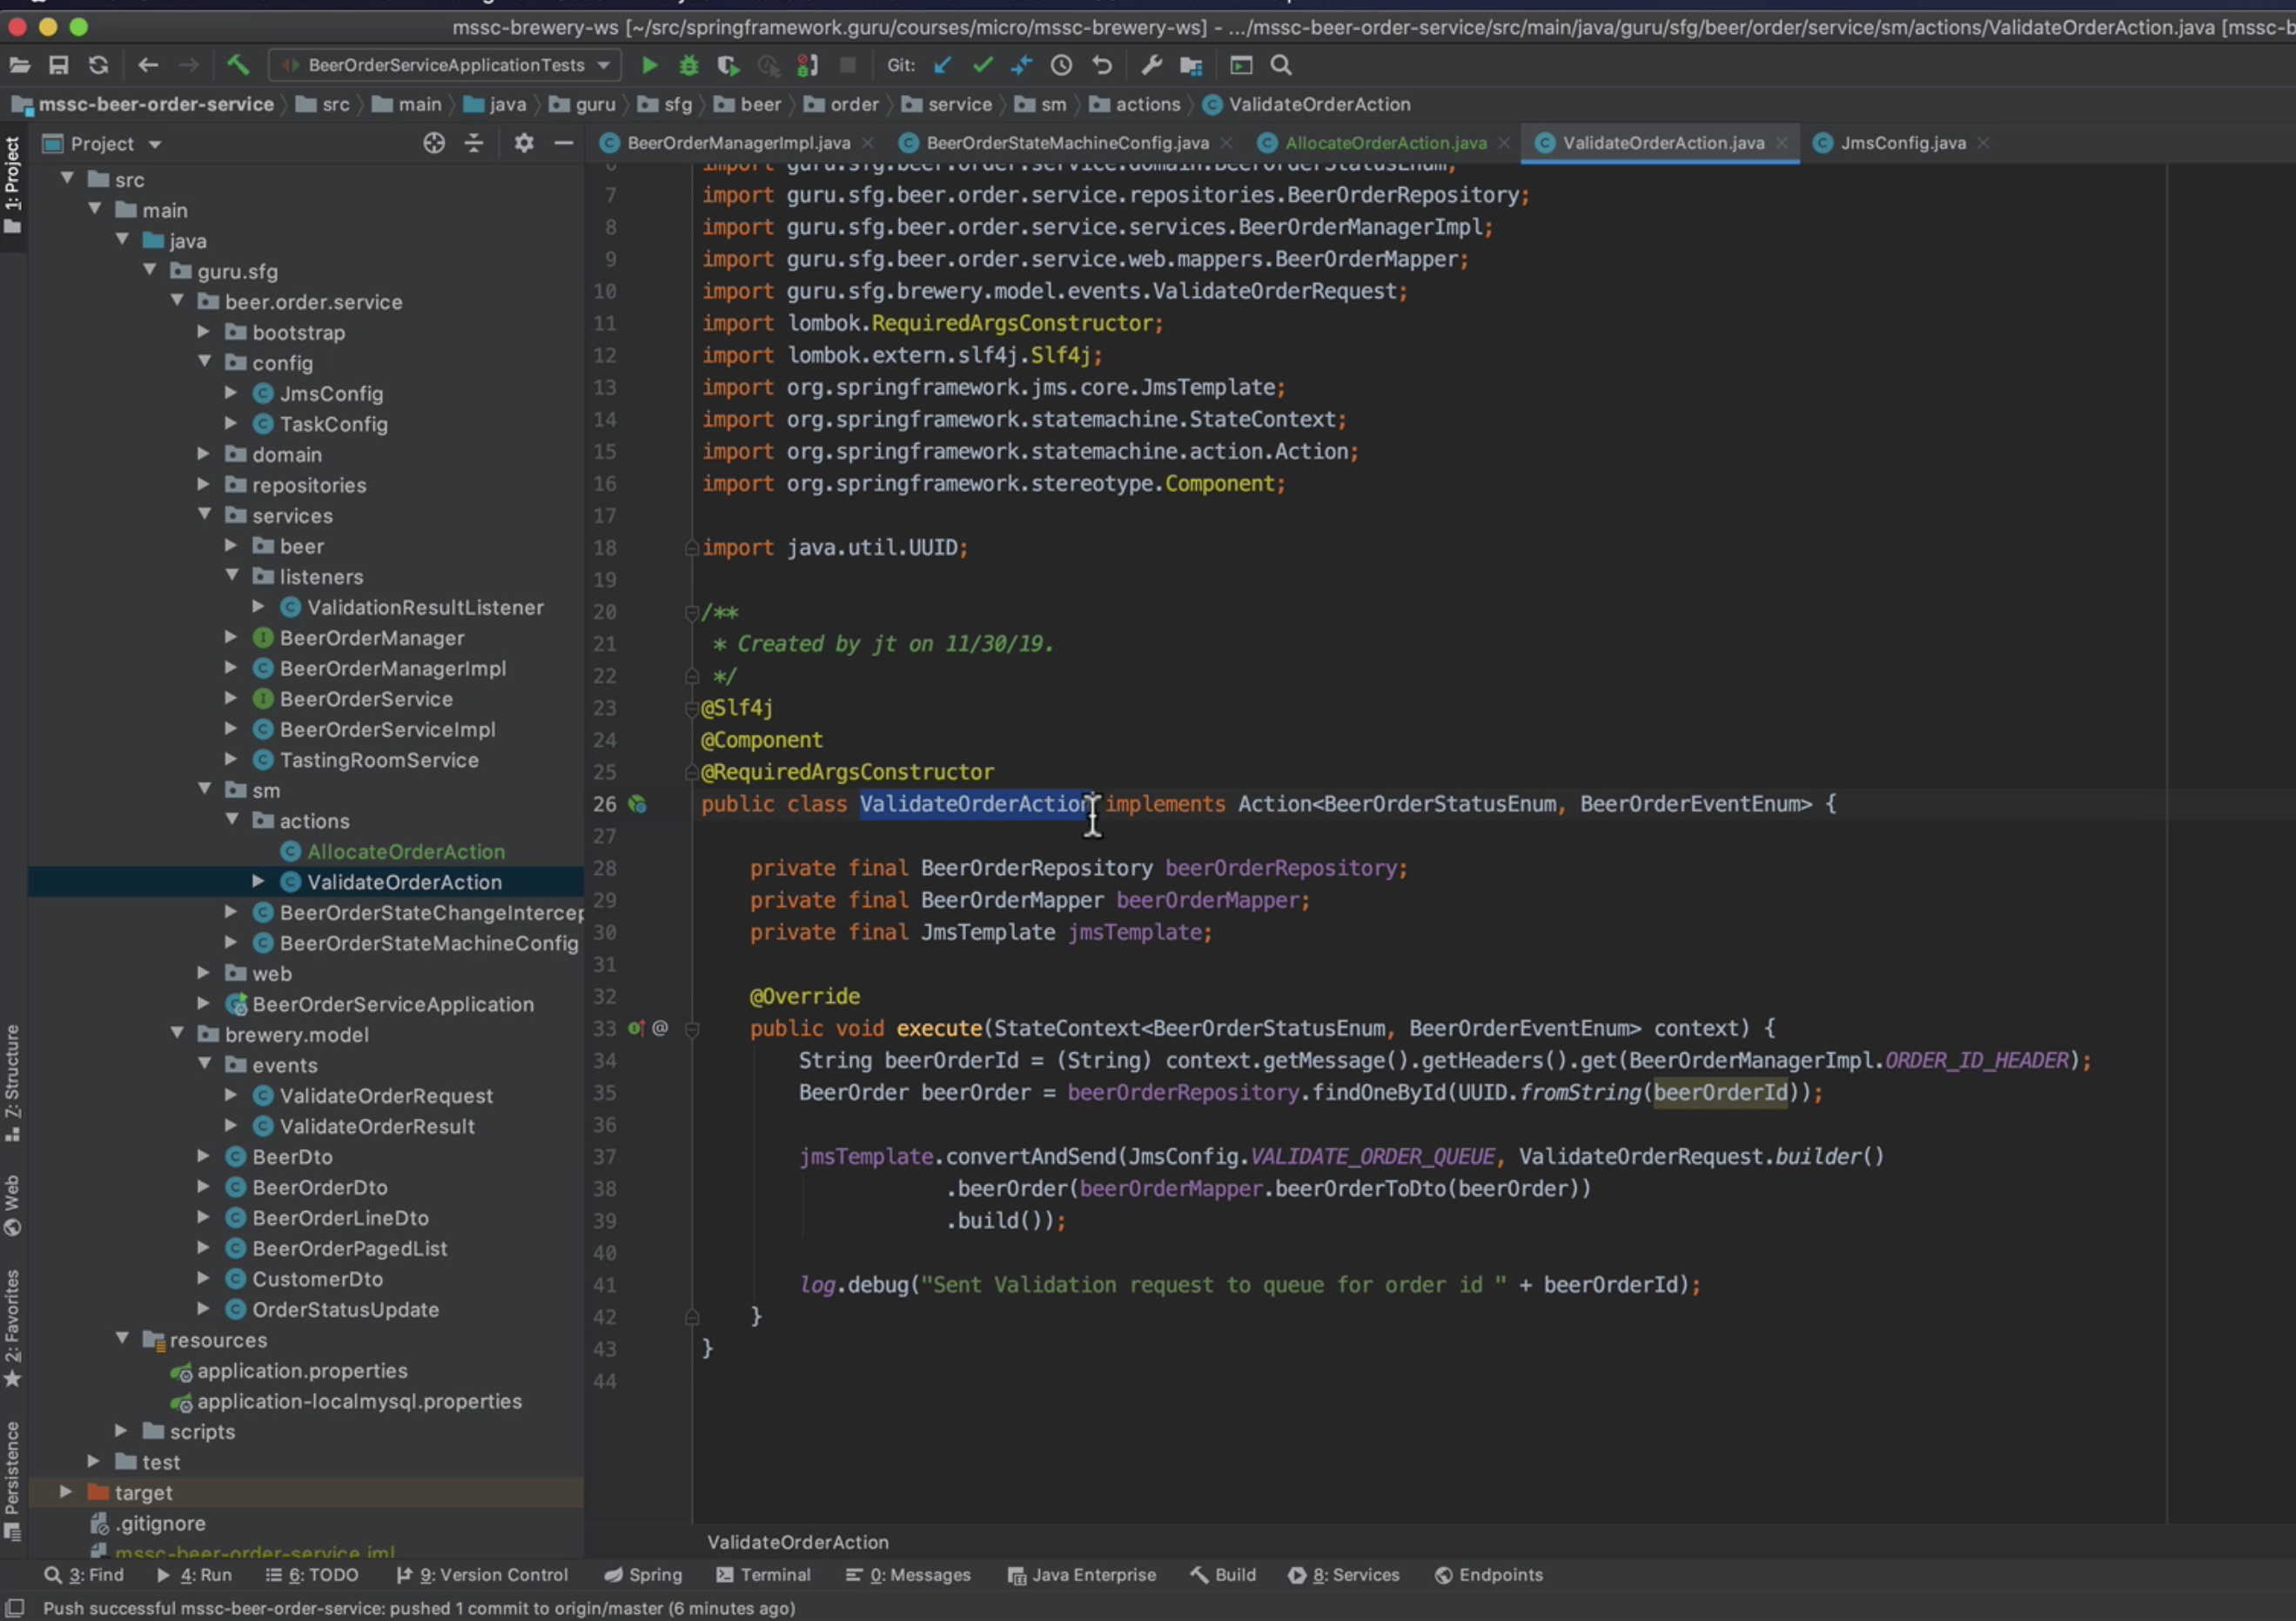 mssc-brewery-ws [~/src/springframework.guru/courses/micro/mssc-brewery-ws] - .../mssc-beer-order-service/src/main/java/guru/sfg/beer/order/service/sm/actions/ValidateOrderAction.java [mssc-b
BeerOrderServiceApplicationTests Git:
mssc-beer-order-service src main java guru sfg beer order service sm actions ValidateOrderAction
Project BeerOrderManagerImpl.java BeerOrderStateMachineConfig.java AllocateOrderAction.java ValidateOrderAction.java JmsConfig.java
1: Project
7: Structure
Web
2: Favorites
Persistence
src
main
java
guru.sfg
beer.order.service
bootstrap
config
JmsConfig
TaskConfig
domain
repositories
services
beer
listeners
ValidationResultListener
BeerOrderManager
BeerOrderManagerImpl
BeerOrderService
BeerOrderServiceImpl
TastingRoomService
sm
actions
AllocateOrderAction
ValidateOrderAction
BeerOrderStateChangeIntercep
BeerOrderStateMachineConfig
web
BeerOrderServiceApplication
brewery.model
events
ValidateOrderRequest
ValidateOrderResult
BeerDto
BeerOrderDto
BeerOrderLineDto
BeerOrderPagedList
CustomerDto
OrderStatusUpdate
resources
application.properties
application-localmysql.properties
scripts
test
target
.gitignore
mssc-beer-order-service.iml
6 import guru.sfg.beer.order.service.domain.BeerOrderStatusEnum;
7 import guru.sfg.beer.order.service.repositories.BeerOrderRepository;
8 import guru.sfg.beer.order.service.services.BeerOrderManagerImpl;
9 import guru.sfg.beer.order.service.web.mappers.BeerOrderMapper;
10 import guru.sfg.brewery.model.events.ValidateOrderRequest;
11 import lombok.RequiredArgsConstructor;
12 import lombok.extern.slf4j.Slf4j;
13 import org.springframework.jms.core.JmsTemplate;
14 import org.springframework.statemachine.StateContext;
15 import org.springframework.statemachine.action.Action;
16 import org.springframework.stereotype.Component;
17
18 import java.util.UUID;
19
20 /**
21 * Created by jt on 11/30/19.
22 */
23 @Slf4j
24 @Component
25 @RequiredArgsConstructor
26 public class ValidateOrderAction implements Action<BeerOrderStatusEnum, BeerOrderEventEnum> {
27
28 private final BeerOrderRepository beerOrderRepository;
29 private final BeerOrderMapper beerOrderMapper;
30 private final JmsTemplate jmsTemplate;
31
32 @Override
33 @ public void execute(StateContext<BeerOrderStatusEnum, BeerOrderEventEnum> context) {
34 String beerOrderId = (String) context.getMessage().getHeaders().get(BeerOrderManagerImpl.ORDER_ID_HEADER);
35 BeerOrder beerOrder = beerOrderRepository.findOneById(UUID.fromString(beerOrderId));
36
37 jmsTemplate.convertAndSend(JmsConfig.VALIDATE_ORDER_QUEUE, ValidateOrderRequest.builder()
38 .beerOrder(beerOrderMapper.beerOrderToDto(beerOrder))
39 .build());
40
41 log.debug("Sent Validation request to queue for order id " + beerOrderId);
42 }
43 }
44
ValidateOrderAction
3: Find 4: Run 6: TODO 9: Version Control Spring Terminal 0: Messages Java Enterprise Build 8: Services Endpoints
Push successful mssc-beer-order-service: pushed 1 commit to origin/master (6 minutes ago)